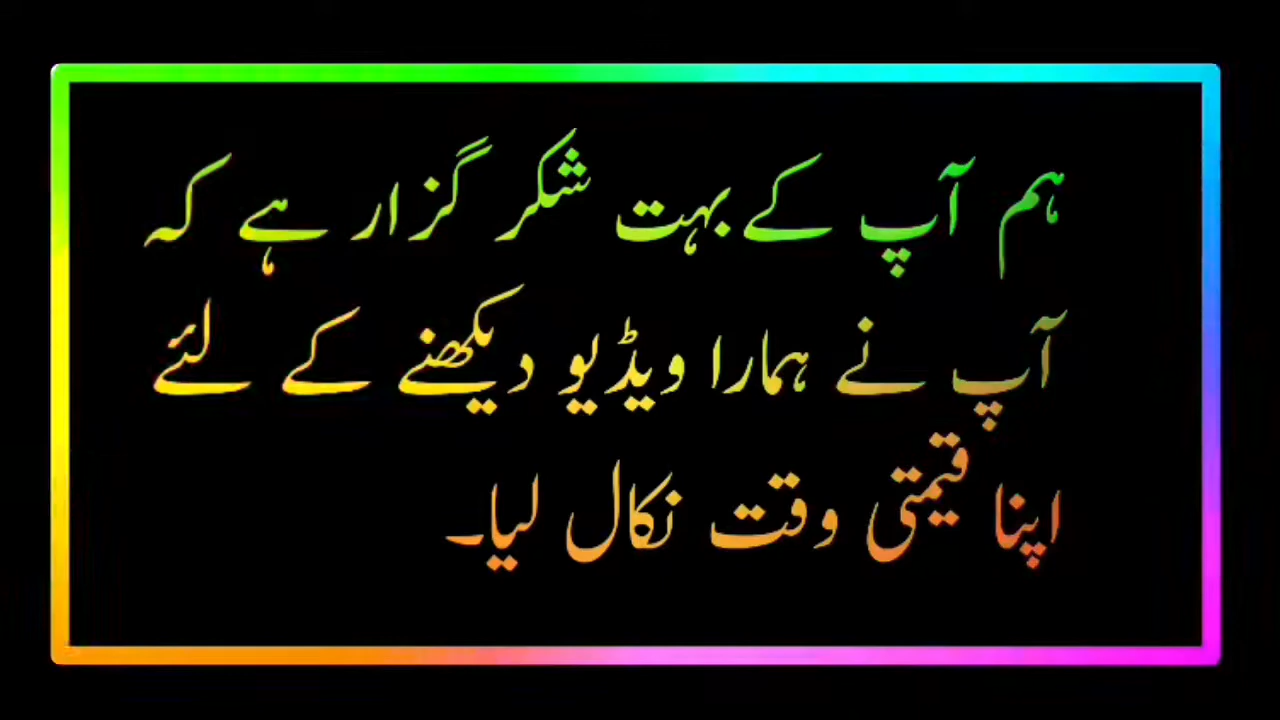 ہم آپ کے بہت شکر گزار ہے کہ
آپ نے ہمارا ویڈیو دیکھنے کے لئے
اپنا قیمتی وقت نکال لیا۔